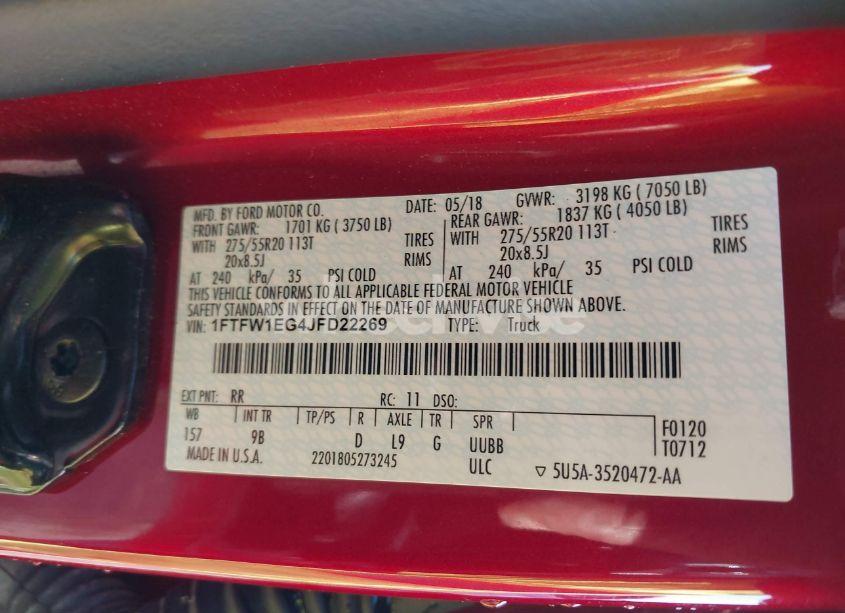 MFD. BY FORD MOTOR CO. DATE: 05/18 GVWR: 3198 KG ( 7050 LB)
FRONT GAWR: 1701 KG ( 3750 LB) REAR GAWR: 1837 KG ( 4050 LB)
WITH 275/55R20 113T TIRES WITH 275/55R20 113T TIRES
20x8.5J RIMS 20x8.5J RIMS
AT 240 kPa/ 35 PSI COLD AT 240 kPa/ 35 PSI COLD
THIS VEHICLE CONFORMS TO ALL APPLICABLE FEDERAL MOTOR VEHICLE
SAFETY STANDARDS IN EFFECT ON THE DATE OF MANUFACTURE SHOWN ABOVE.
VIN: 1FTFW1EG4JFD22269 TYPE: Truck
EXT PNT: RR RC: 11 DSO:
WB INT TR TP/PS R AXLE TR SPR
157 9B D L9 G UUBB
F0120
T0712
MADE IN U.S.A. 2201805273245 ULC ▽ 5U5A-3520472-AA